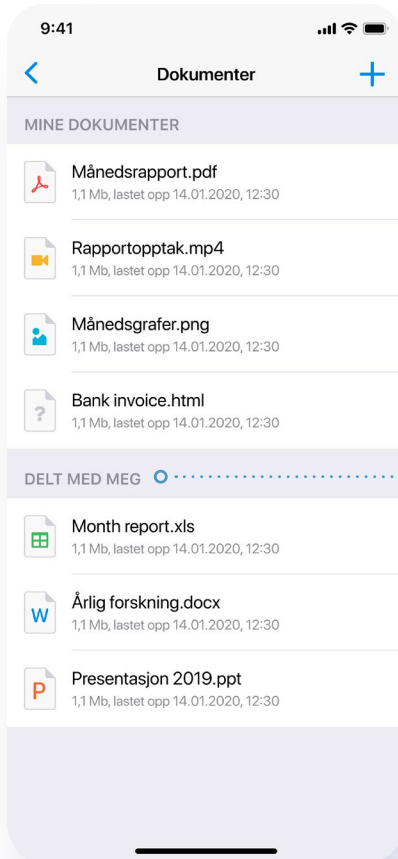 9:41
Dokumenter
MINE DOKUMENTER
Månedsrapport.pdf
1,1 Mb, lastet opp 14.01.2020, 12:30
Rapportopptak.mp4
1,1 Mb, lastet opp 14.01.2020, 12:30
Månedsgrafer.png
1,1 Mb, lastet opp 14.01.2020, 12:30
?
Bank invoice.html
1,1 Mb, lastet opp 14.01.2020, 12:30
DELT MED MEG
Month report.xls
1,1 Mb, lastet opp 14.01.2020, 12:30
W
Årlig forskning.docx
1,1 Mb, lastet opp 14.01.2020, 12:30
P
Presentasjon 2019.ppt
1,1 Mb, lastet opp 14.01.2020, 12:30